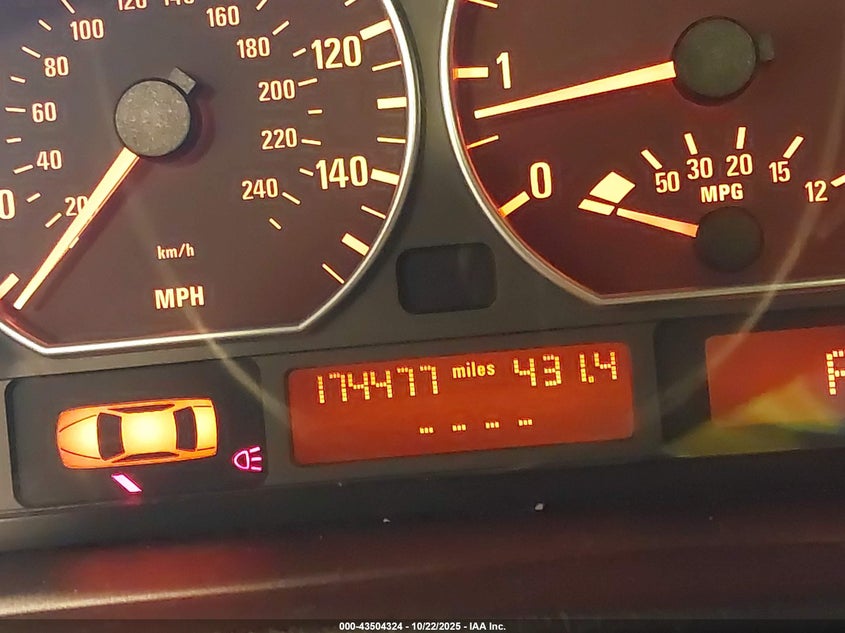 120 140
100 160
80 180 120
60 200
40 220 140
20 240
km/h
MPH
1
0
50 30 20 15 12
MPG
174477 miles 431.4
- - - -
000-43504324 - 10/22/2025 - IAA Inc.